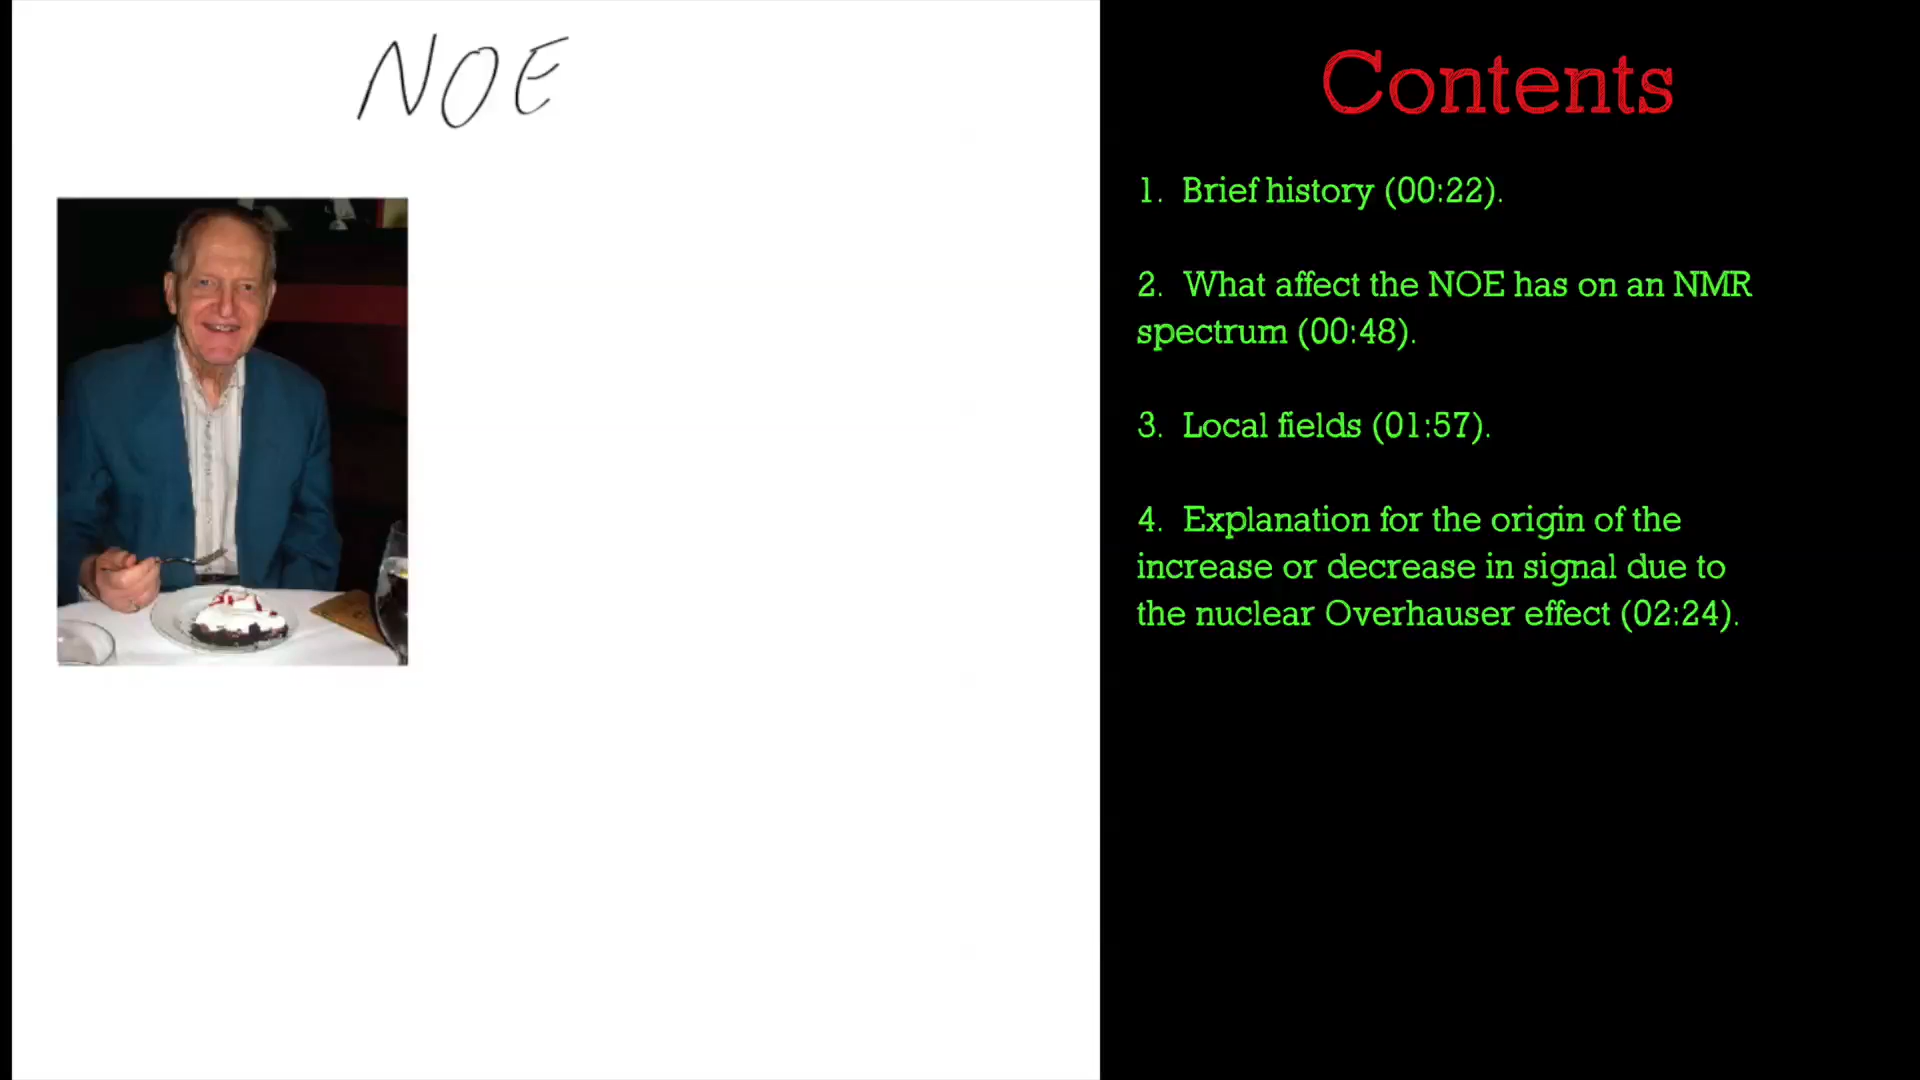 NOE
Contents
1. Brief history (00:22).
2. What affect the NOE has on an NMR
spectrum (00:48).
3. Local fields (01:57).
4. Explanation for the origin of the
increase or decrease in signal due to
the nuclear Overhauser effect (02:24).